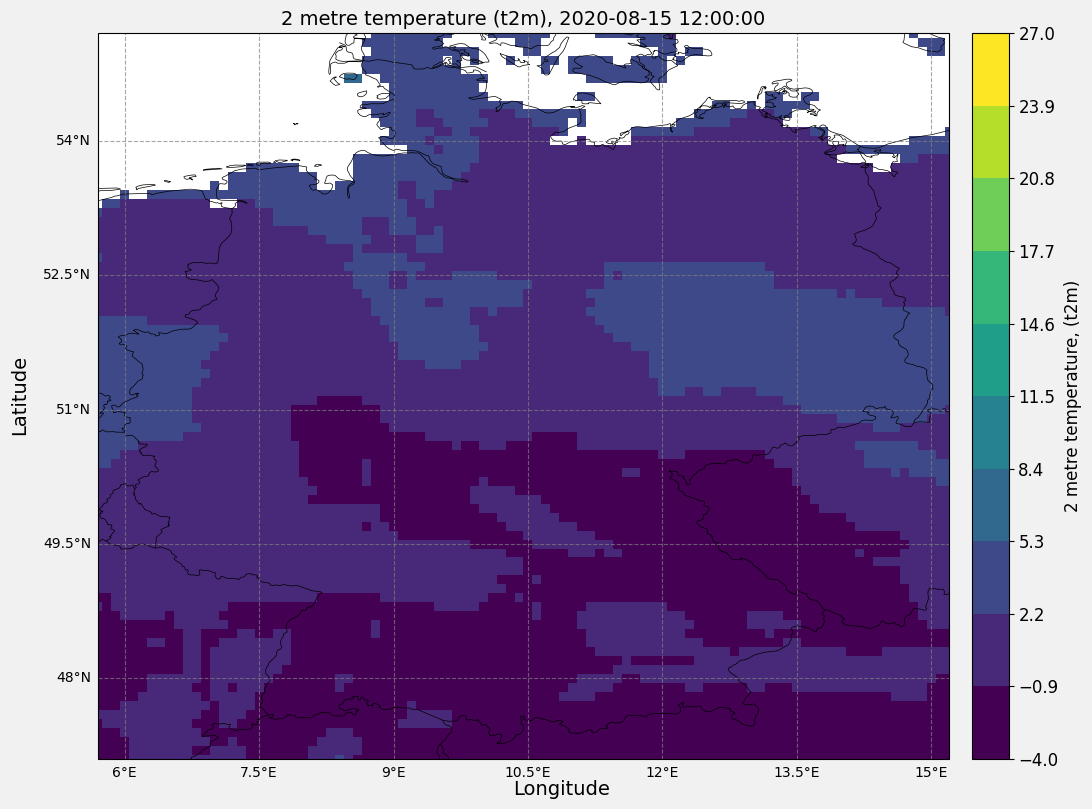 2 metre temperature (t2m), 2020-08-15 12:00:00
54°N
52.5°N
51°N
49.5°N
48°N
Latitude
6°E 7.5°E 9°E 10.5°E 12°E 13.5°E 15°E
Longitude
27.0
23.9
20.8
17.7
14.6
11.5
8.4
5.3
2.2
−0.9
−4.0
2 metre temperature, (t2m)